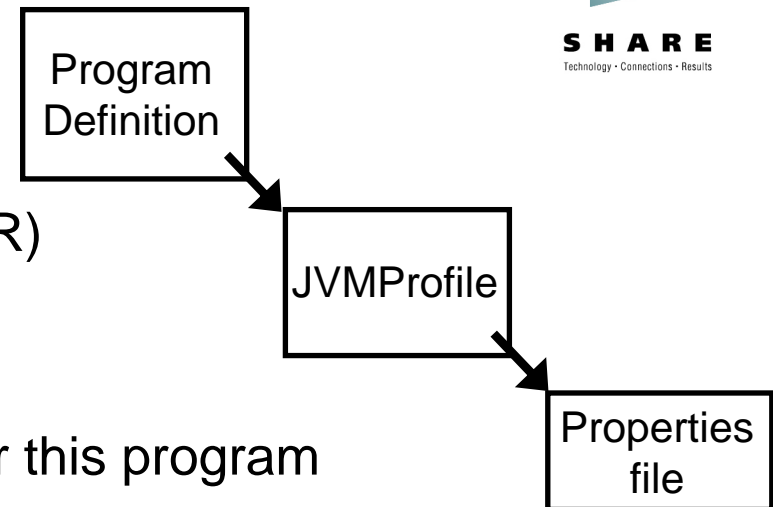 SHARE
Technology · Connections · Results
Program
Definition
R)
JVMProfile
Properties
file
r this program